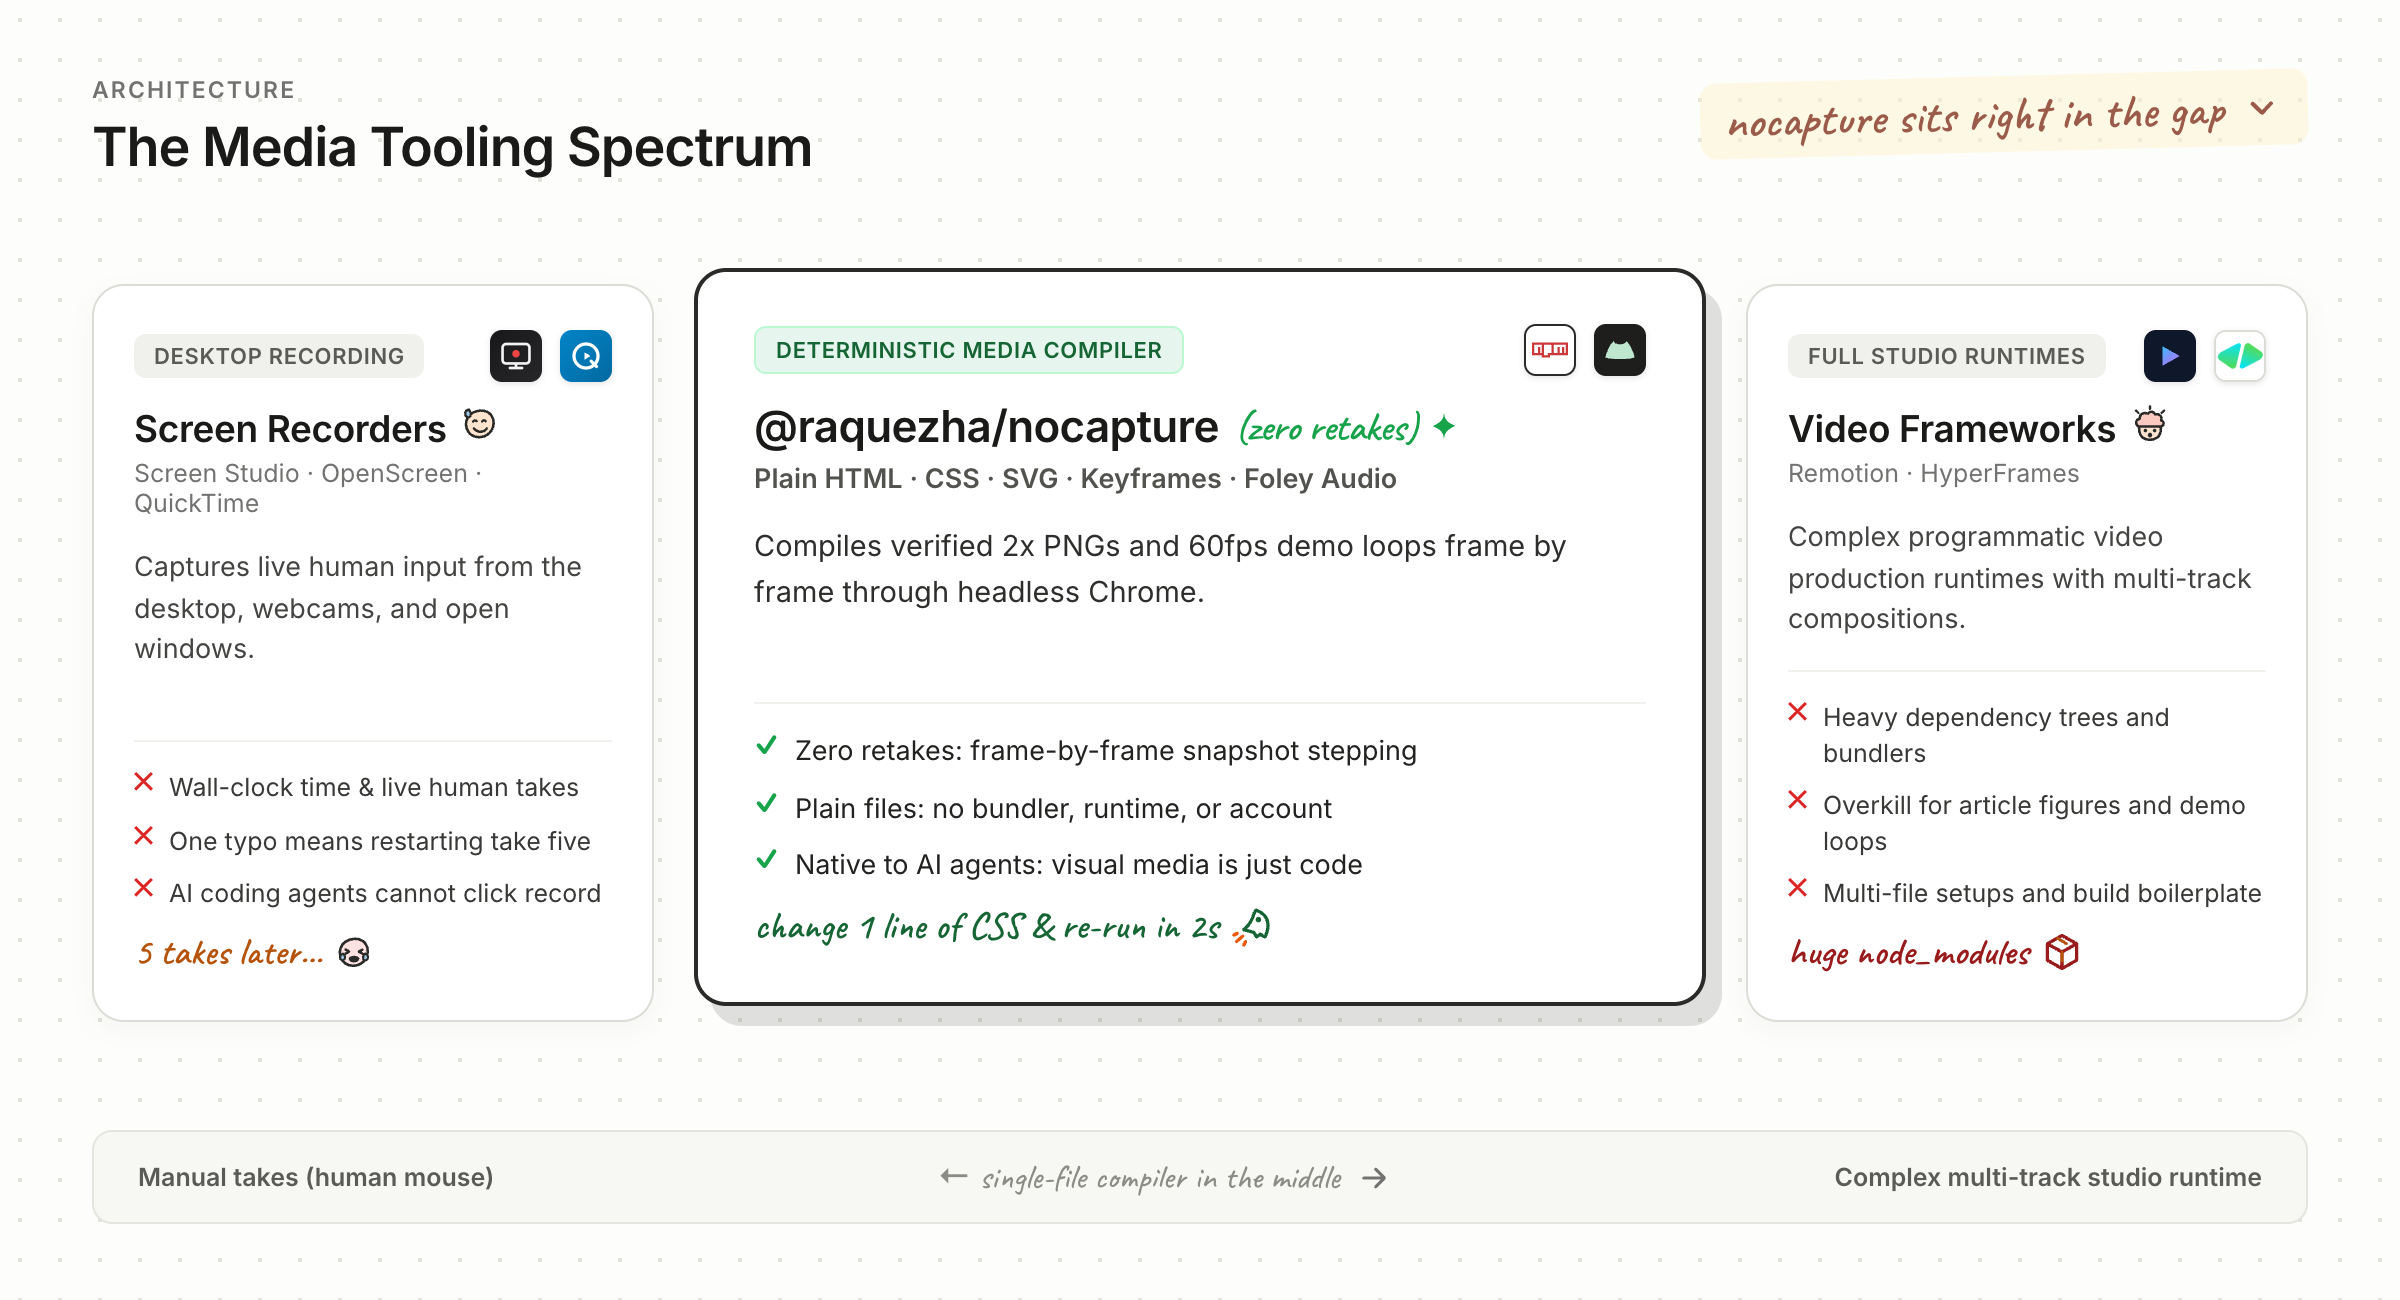 ARCHITECTURE
The Media Tooling Spectrum
nocapture sits right in the gap
DESKTOP RECORDING
Screen Recorders
Screen Studio · OpenScreen ·
QuickTime
Captures live human input from the
desktop, webcams, and open
windows.
Wall-clock time & live human takes
One typo means restarting take five
AI coding agents cannot click record
5 takes later...
DETERMINISTIC MEDIA COMPILER
npm
@raquezha/nocapture (zero retakes)
Plain HTML · CSS · SVG · Keyframes · Foley Audio
Compiles verified 2x PNGs and 60fps demo loops frame by
frame through headless Chrome.
Zero retakes: frame-by-frame snapshot stepping
Plain files: no bundler, runtime, or account
Native to AI agents: visual media is just code
change 1 line of CSS & re-run in 2s
FULL STUDIO RUNTIMES
Video Frameworks
Remotion · HyperFrames
Complex programmatic video
production runtimes with multi-track
compositions.
Heavy dependency trees and
bundlers
Overkill for article figures and demo
loops
Multi-file setups and build boilerplate
huge node_modules
Manual takes (human mouse)
← single-file compiler in the middle →
Complex multi-track studio runtime